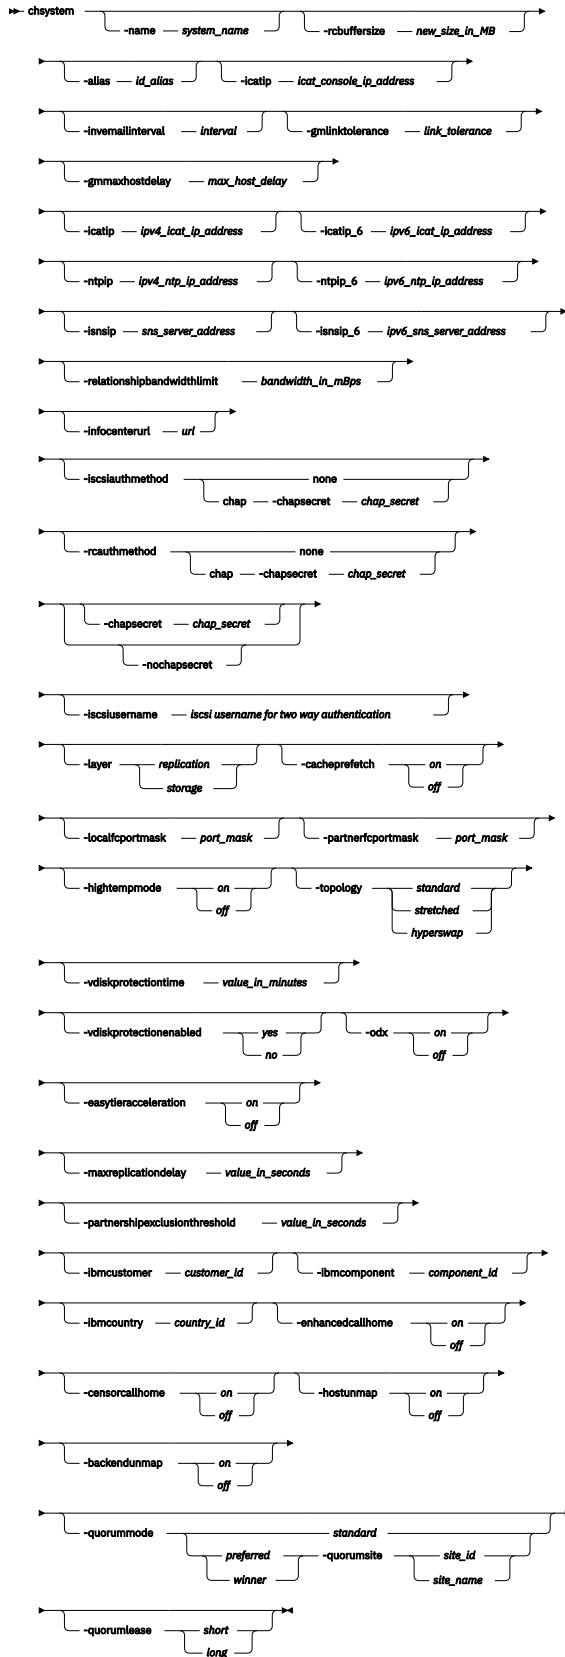 chsystem
-name system_name -rcbuffersize new_size_in_MB
-alias id_alias -icatip icat_console_ip_address
-invemailinterval interval -gmlinktolerance link_tolerance
-gmmaxhostdelay max_host_delay
-icatip ipv4_icat_ip_address -icatip_6 ipv6_icat_ip_address
-ntpip ipv4_ntp_ip_address -ntpip_6 ipv6_ntp_ip_address
-isnsip sns_server_address -isnsip_6 ipv6_sns_server_address
-relationshipbandwidthlimit bandwidth_in_mBps
-infocenterurl url
-iscsiauthmethod none
chap -chapsecret chap_secret
-rcauthmethod none
chap -chapsecret chap_secret
-chapsecret chap_secret
-nochapsecret
-iscsiusername iscsi username for two way authentication
-layer replication -cacheprefetch on
storage off
-localfcportmask port_mask -partnerfcportmask port_mask
-hightempmode on -topology standard
off stretched
hyperswap
-vdiskprotectiontime value_in_minutes
-vdiskprotectionenabled yes -odx on
no off
-easytieracceleration on
off
-maxreplicationdelay value_in_seconds
-partnershipexclusionthreshold value_in_seconds
-ibmcustomer customer_id -ibmcomponent component_id
-ibmcountry country_id -enhancedcallhome on
off
-censorcallhome on -hostunmap on
off off
-backendunmap on
off
-quorummode standard
preferred -quorumsite site_id
winner site_name
-quorumlease short
long